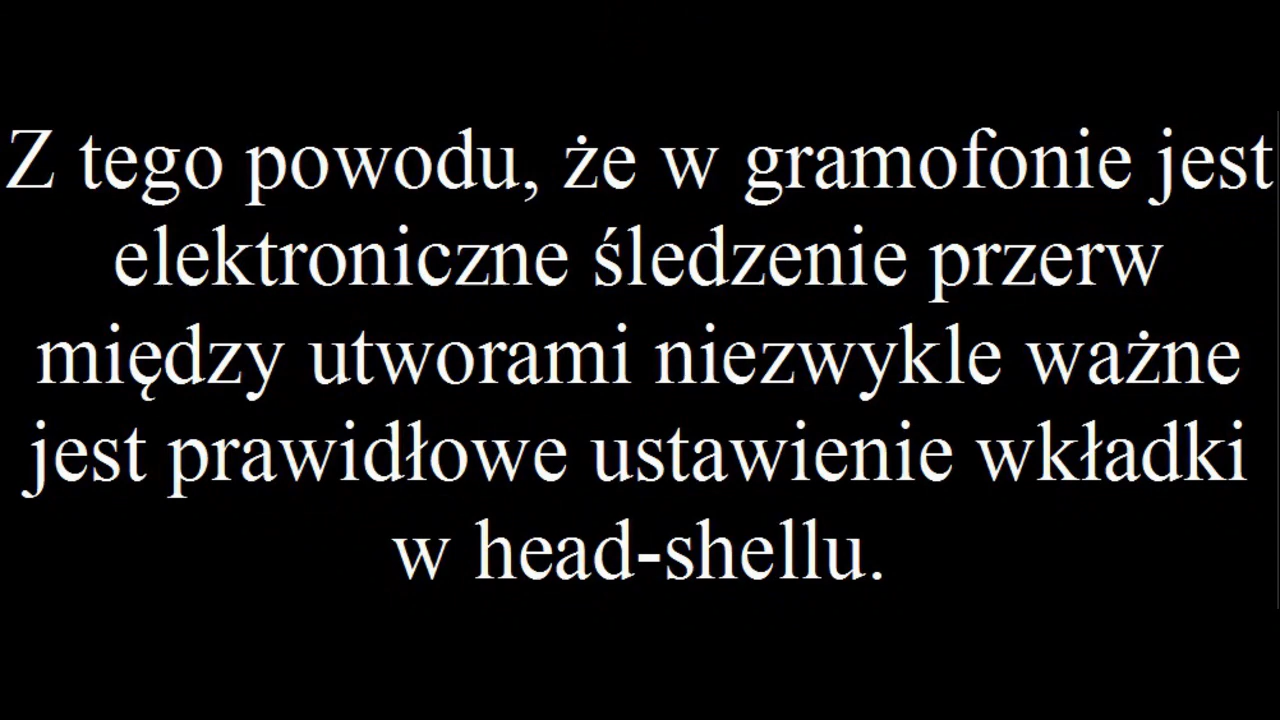 Z tego powodu, że w gramofonie jest
elektroniczne śledzenie przerw
między utworami niezwykle ważne
jest prawidłowe ustawienie wkładki
w head-shellu.